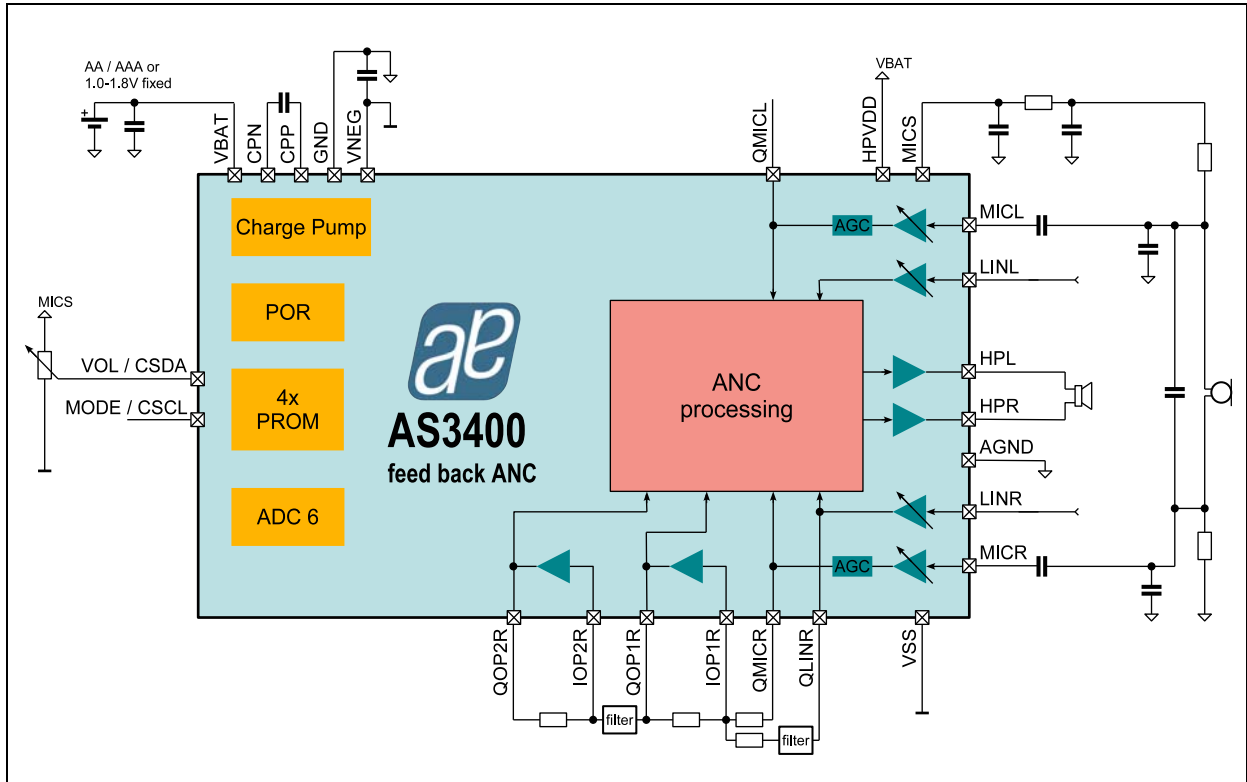 AA / AAA or
1.0-1.8V fixed
VBAT
CPN
CPP
GND
VNEG
QMICL
VBAT
HPVDD
MICS
Charge Pump
POR
4x
PROM
ADC 6
MICS
VOL / CSDA
MODE / CSCL
ae
AS3400
feed back ANC
ANC
processing
AGC
AGC
MICL
LINL
HPL
HPR
AGND
LINR
MICR
QOP2R
IOP2R
QOP1R
IOP1R
QMICR
QLINR
VSS
filter
filter